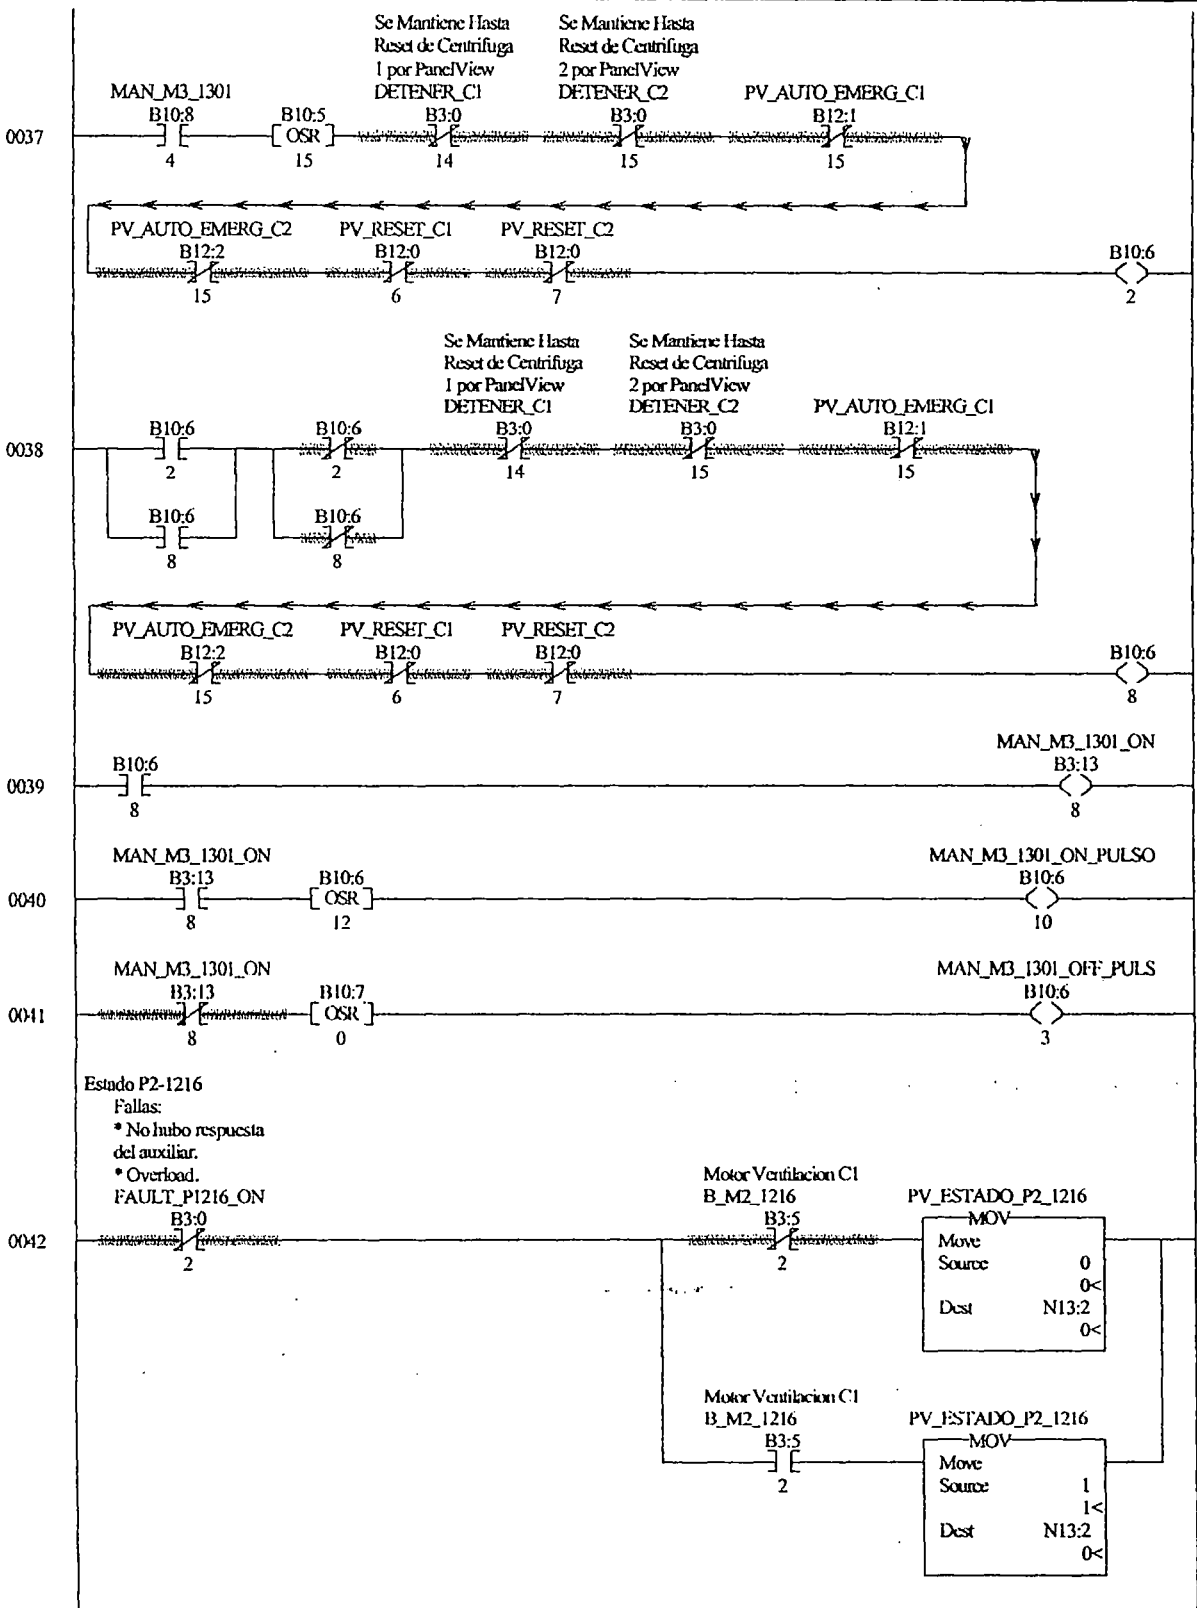 Se Mantiene Hasta
Reset de Centrifuga
1 por PanelView
DETENER_C1
Se Mantiene Hasta
Reset de Centrifuga
2 por PanelView
DETENER_C2
MAN_M3_1301
PV_AUTO_EMERG_C1
B10:8
B10:5
B3:0
B3:0
B12:1
0037
OSR
4
15
14
15
15
PV_AUTO_EMERG_C2
PV_RESET_C1
PV_RESET_C2
B12:2
B12:0
B12:0
B10:6
15
6
7
2
Se Mantiene Hasta
Reset de Centrifuga
1 por PanelView
DETENER_C1
Se Mantiene Hasta
Reset de Centrifuga
2 por PanelView
DETENER_C2
PV_AUTO_EMERG_C1
B10:6
B10:6
B3:0
B3:0
B12:1
0038
2
2
14
15
15
B10:6
B10:6
8
8
PV_AUTO_EMERG_C2
PV_RESET_C1
PV_RESET_C2
B12:2
B12:0
B12:0
B10:6
15
6
7
8
MAN_M3_1301_ON
B10:6
B3:13
0039
8
8
MAN_M3_1301_ON
MAN_M3_1301_ON_PULSO
B3:13
B10:6
B10:6
0040
OSR
8
12
10
MAN_M3_1301_ON
MAN_M3_1301_OFF_PULS
B3:13
B10:7
B10:6
0041
OSR
8
0
3
Estado P2-1216
Fallas:
* No hubo respuesta
del auxiliar.
* Overload.
FAULT_P1216_ON
B3:0
0042
2
Motor Ventilacion C1
B_M2_1216
B3:5
2
PV_ESTADO_P2_1216
MOV
Move
Source 0
0<
Dest N13:2
0<
Motor Ventilacion C1
B_M2_1216
B3:5
2
PV_ESTADO_P2_1216
MOV
Move
Source 1
1<
Dest N13:2
0<